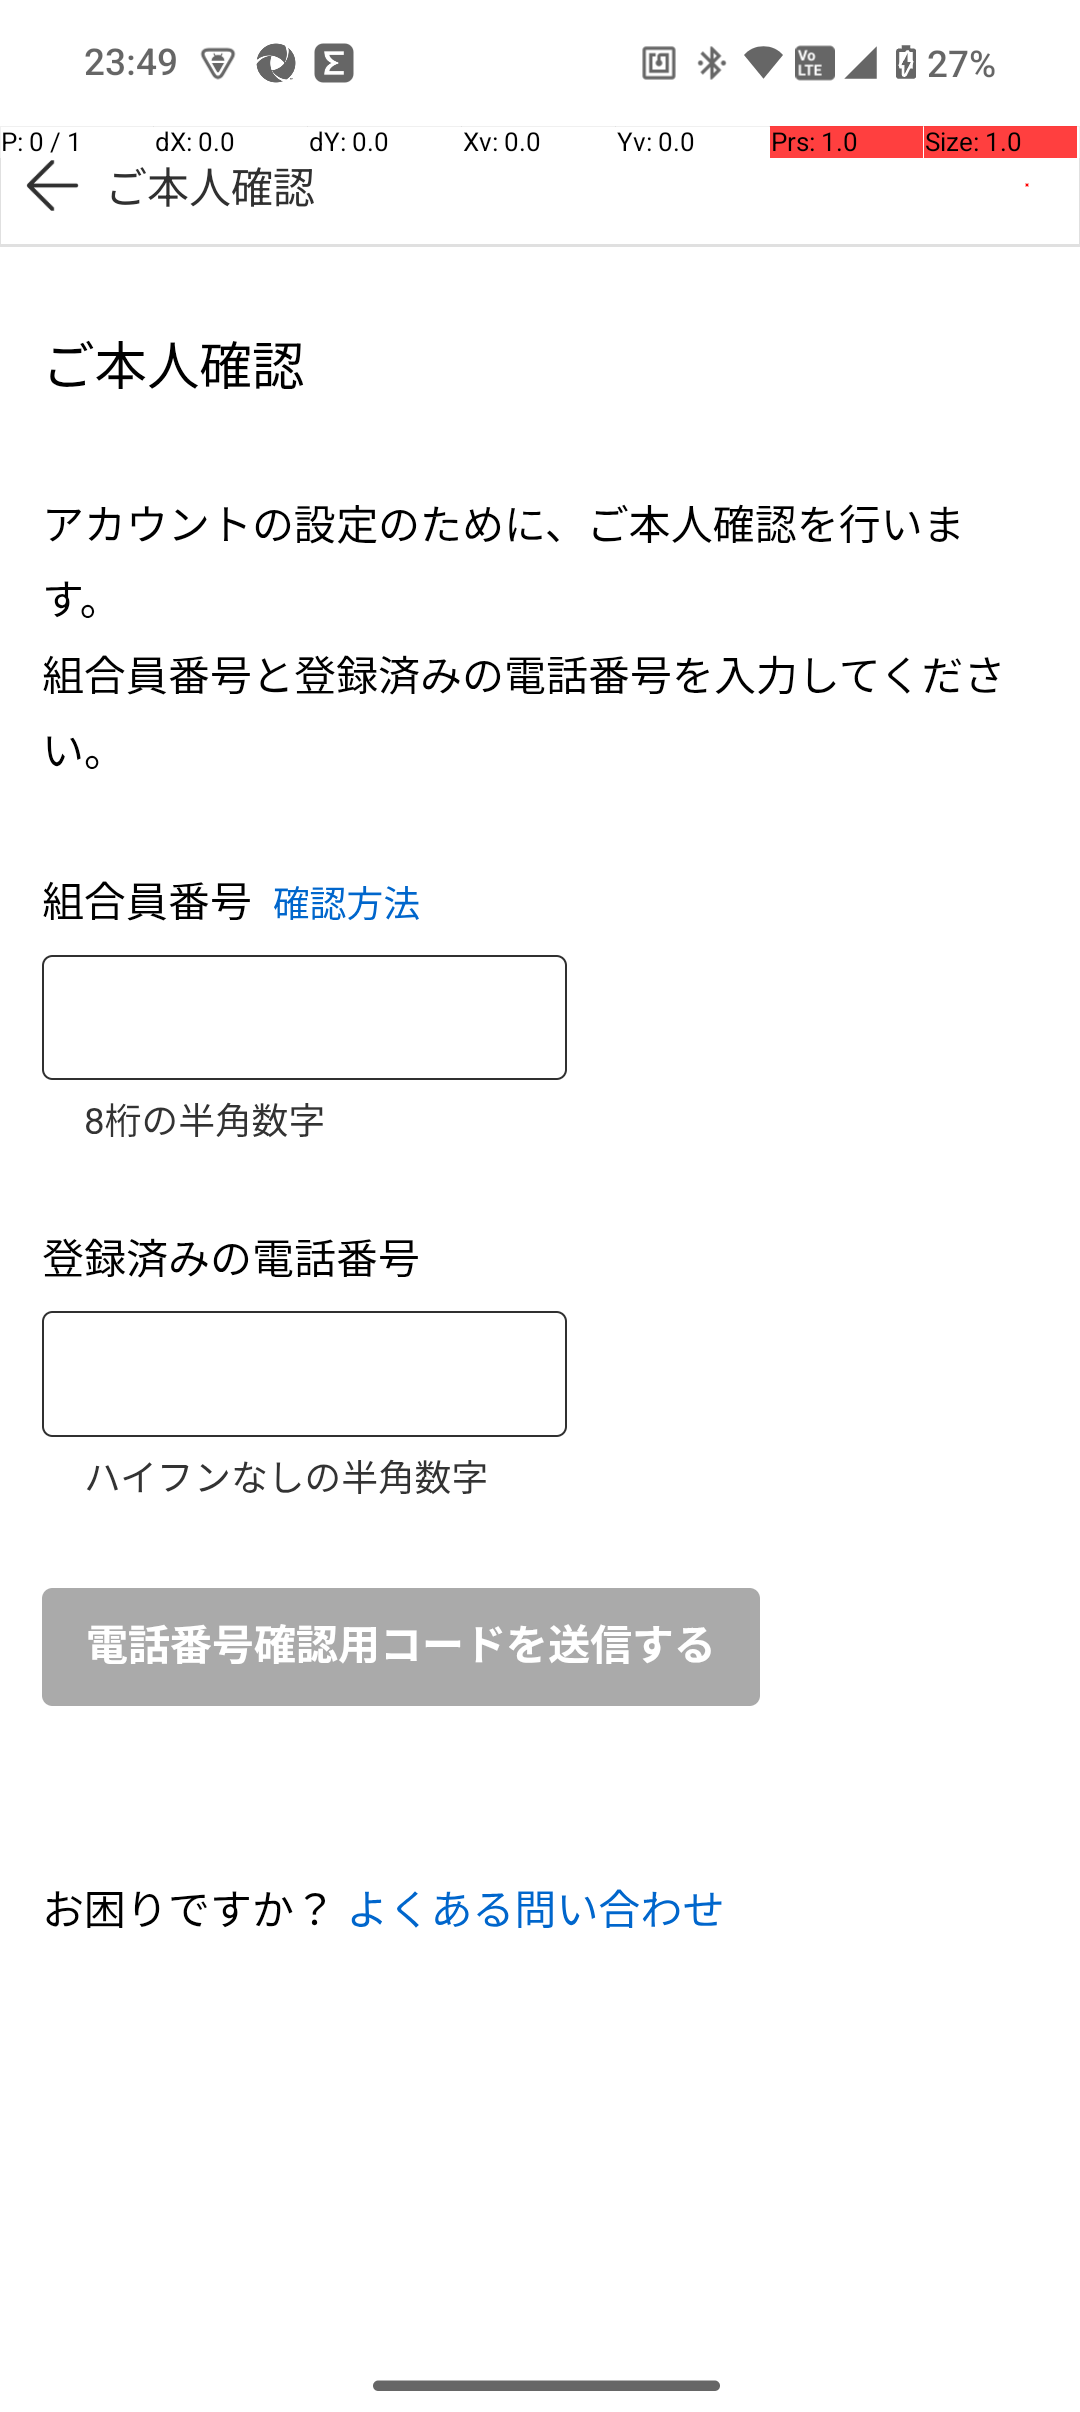 23:49
Vo LTE
27%
P: 0 / 1 dX: 0.0 dY: 0.0 Xv: 0.0 Yv: 0.0 Prs: 1.0 Size: 1.0
ご本人確認
ご本人確認
アカウントの設定のために、ご本人確認を行いま
す。
組合員番号と登録済みの電話番号を入力してくださ
い。
組合員番号 確認方法
8桁の半角数字
登録済みの電話番号
ハイフンなしの半角数字
電話番号確認用コードを送信する
お困りですか？ よくある問い合わせ